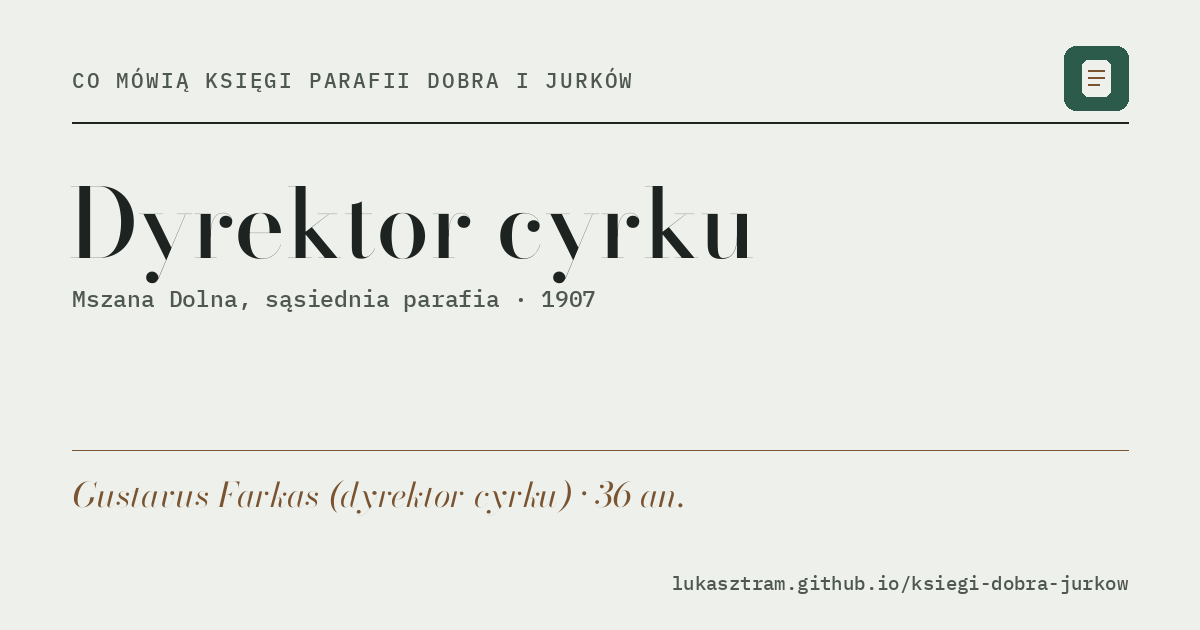 CO MÓWIĄ KSIĘGI PARAFII DOBRA I JURKÓW
Dyrektor cyrku
Mszana Dolna, sąsiednia parafia · 1907
Gustarus Farkas (dyrektor cyrku) · 36 an.
lukasztram.github.io/ksiegi-dobra-jurkow